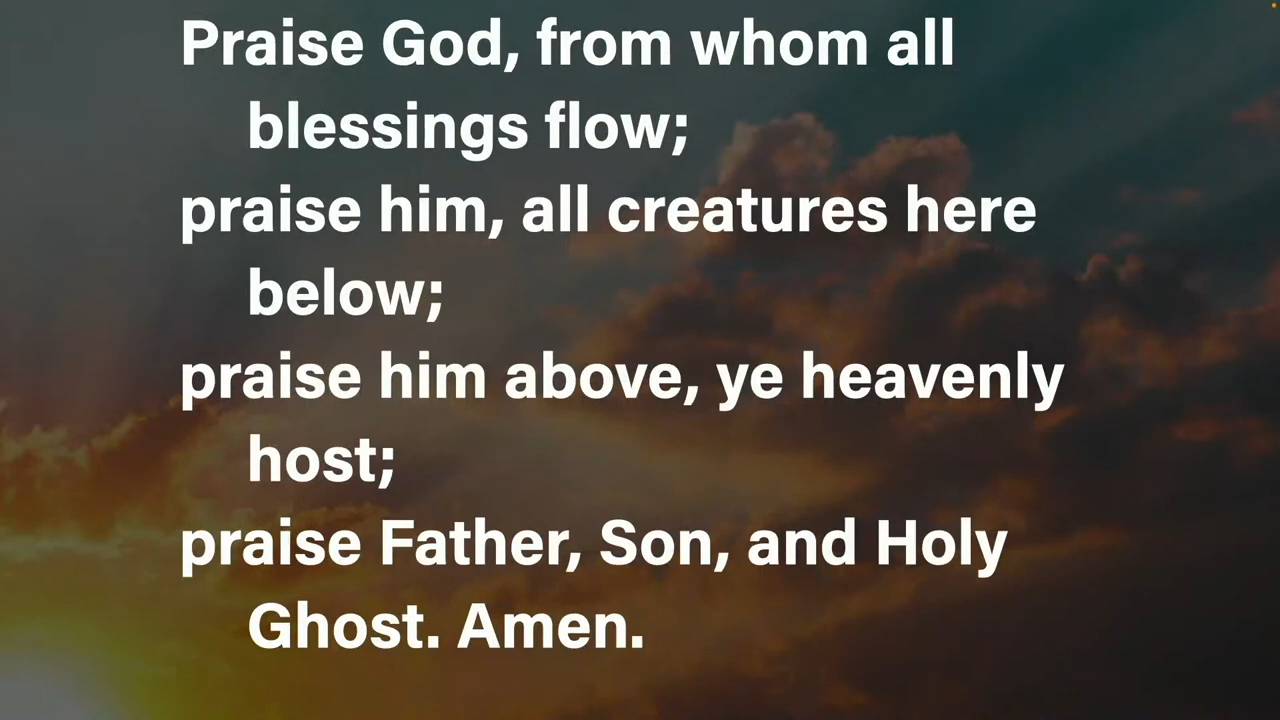 Praise God, from whom all
blessings flow;
praise him, all creatures here
below;
praise him above, ye heavenly
host;
praise Father, Son, and Holy
Ghost. Amen.